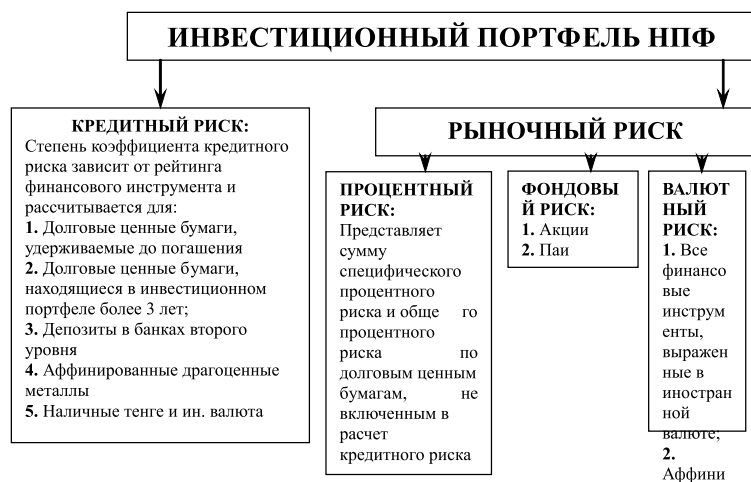 ИНВЕСТИЦИОННЫЙ ПОРТФЕЛЬ НПФ
КРЕДИТНЫЙ РИСК:
Степень коэффициента кредитного
риска зависит от рейтинга
финансового инструмента и
рассчитывается для:
1. Долговые ценные бумаги,
удерживаемые до погашения
2. Долговые ценные бумаги,
находящиеся в инвестиционном
портфеле более 3 лет;
3. Депозиты в банках второго
уровня
4. Аффинированные драгоценные
металлы
5. Наличные тенге и ин. валюта
РЫНОЧНЫЙ РИСК
ПРОЦЕНТНЫЙ
РИСК:
Представляет
сумму
специфического
процентного
риска и обще го
процентного
риска по
долговым ценным
бумагам, не
включенным в
расчет
кредитного риска
ФОНДОВЫ
Й РИСК:
1. Акции
2. Паи
ВАЛЮТ
НЫЙ
РИСК:
1. Все
финансо
вые
инструм
енты,
выражен
ные в
иностран
ной
валюте;
2.
Аффини